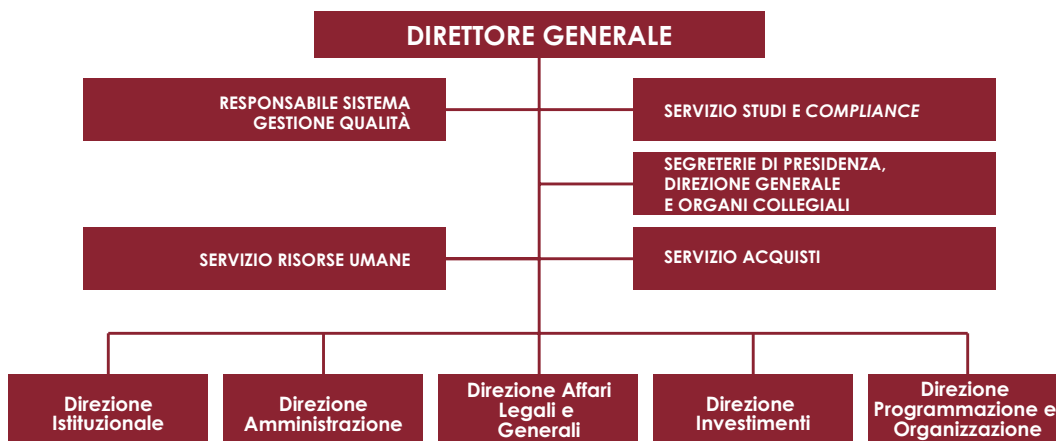 DIRETTORE GENERALE
RESPONSABILE SISTEMA
GESTIONE QUALITÀ
SERVIZIO STUDI E COMPLIANCE
SEGRETERIE DI PRESIDENZA,
DIREZIONE GENERALE
E ORGANI COLLEGIALI
SERVIZIO RISORSE UMANE
SERVIZIO ACQUISTI
Direzione
Istituzionale
Direzione
Amministrazione
Direzione Affari
Legali e
Generali
Direzione
Investimenti
Direzione
Programmazione e
Organizzazione